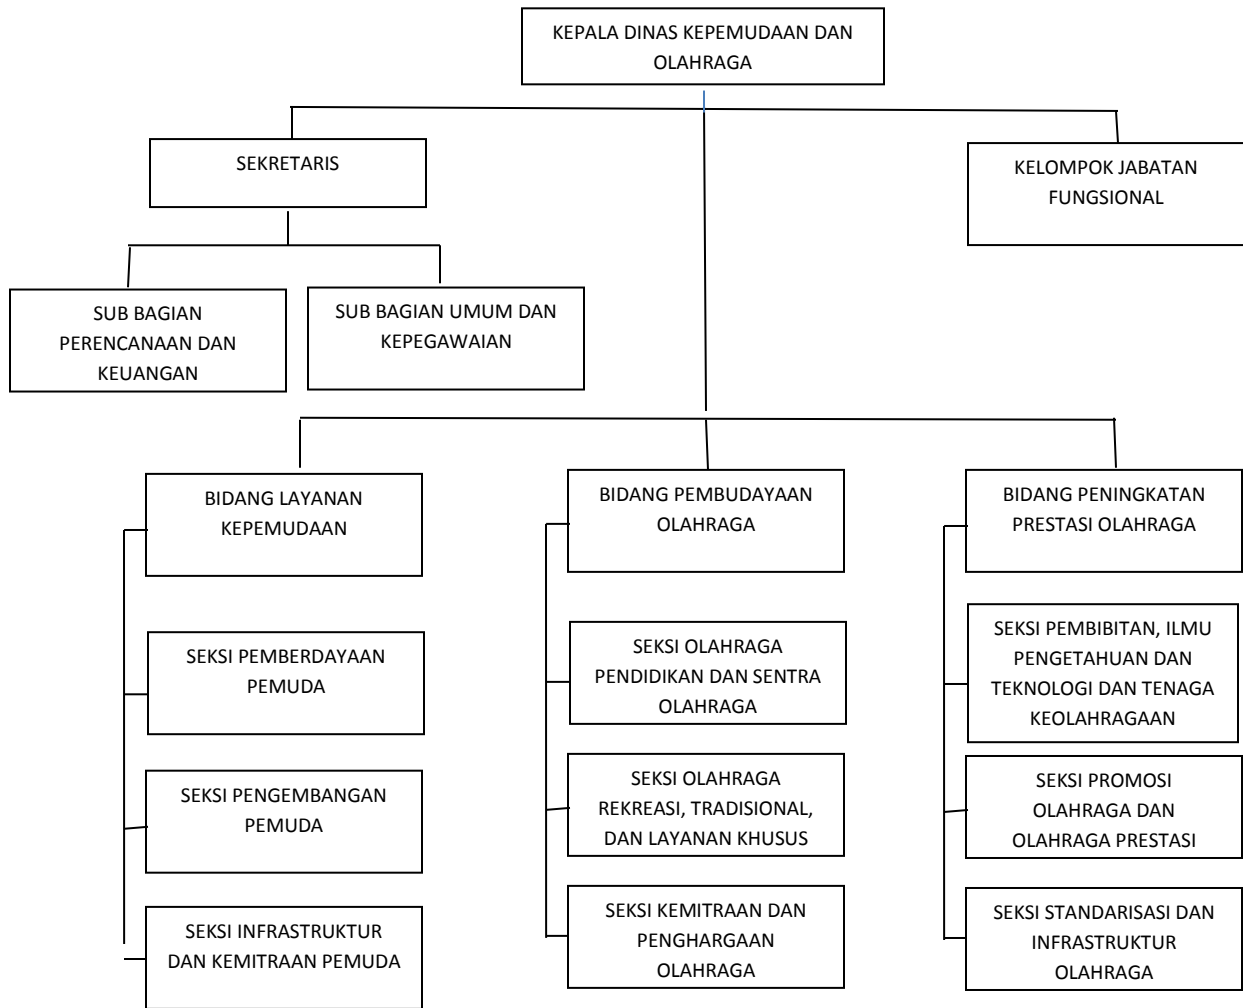 KEPALA DINAS KEPEMUDAAN DAN
OLAHRAGA
SEKRETARIS
KELOMPOK JABATAN
FUNGSIONAL
SUB BAGIAN
PERENCANAAN DAN
KEUANGAN
SUB BAGIAN UMUM DAN
KEPEGAWAIAN
BIDANG LAYANAN
KEPEMUDAAN
BIDANG PEMBUDAYAAN
OLAHRAGA
BIDANG PENINGKATAN
PRESTASI OLAHRAGA
SEKSI PEMBERDAYAAN
PEMUDA
SEKSI OLAHRAGA
PENDIDIKAN DAN SENTRA
OLAHRAGA
SEKSI PEMBIBITAN, ILMU
PENGETAHUAN DAN
TEKNOLOGI DAN TENAGA
KEOLAHRAGAAN
SEKSI PENGEMBANGAN
PEMUDA
SEKSI OLAHRAGA
REKREASI, TRADISIONAL,
DAN LAYANAN KHUSUS
SEKSI PROMOSI
OLAHRAGA DAN
OLAHRAGA PRESTASI
SEKSI INFRASTRUKTUR
DAN KEMITRAAN PEMUDA
SEKSI KEMITRAAN DAN
PENGHARGAAN
OLAHRAGA
SEKSI STANDARISASI DAN
INFRASTRUKTUR
OLAHRAGA